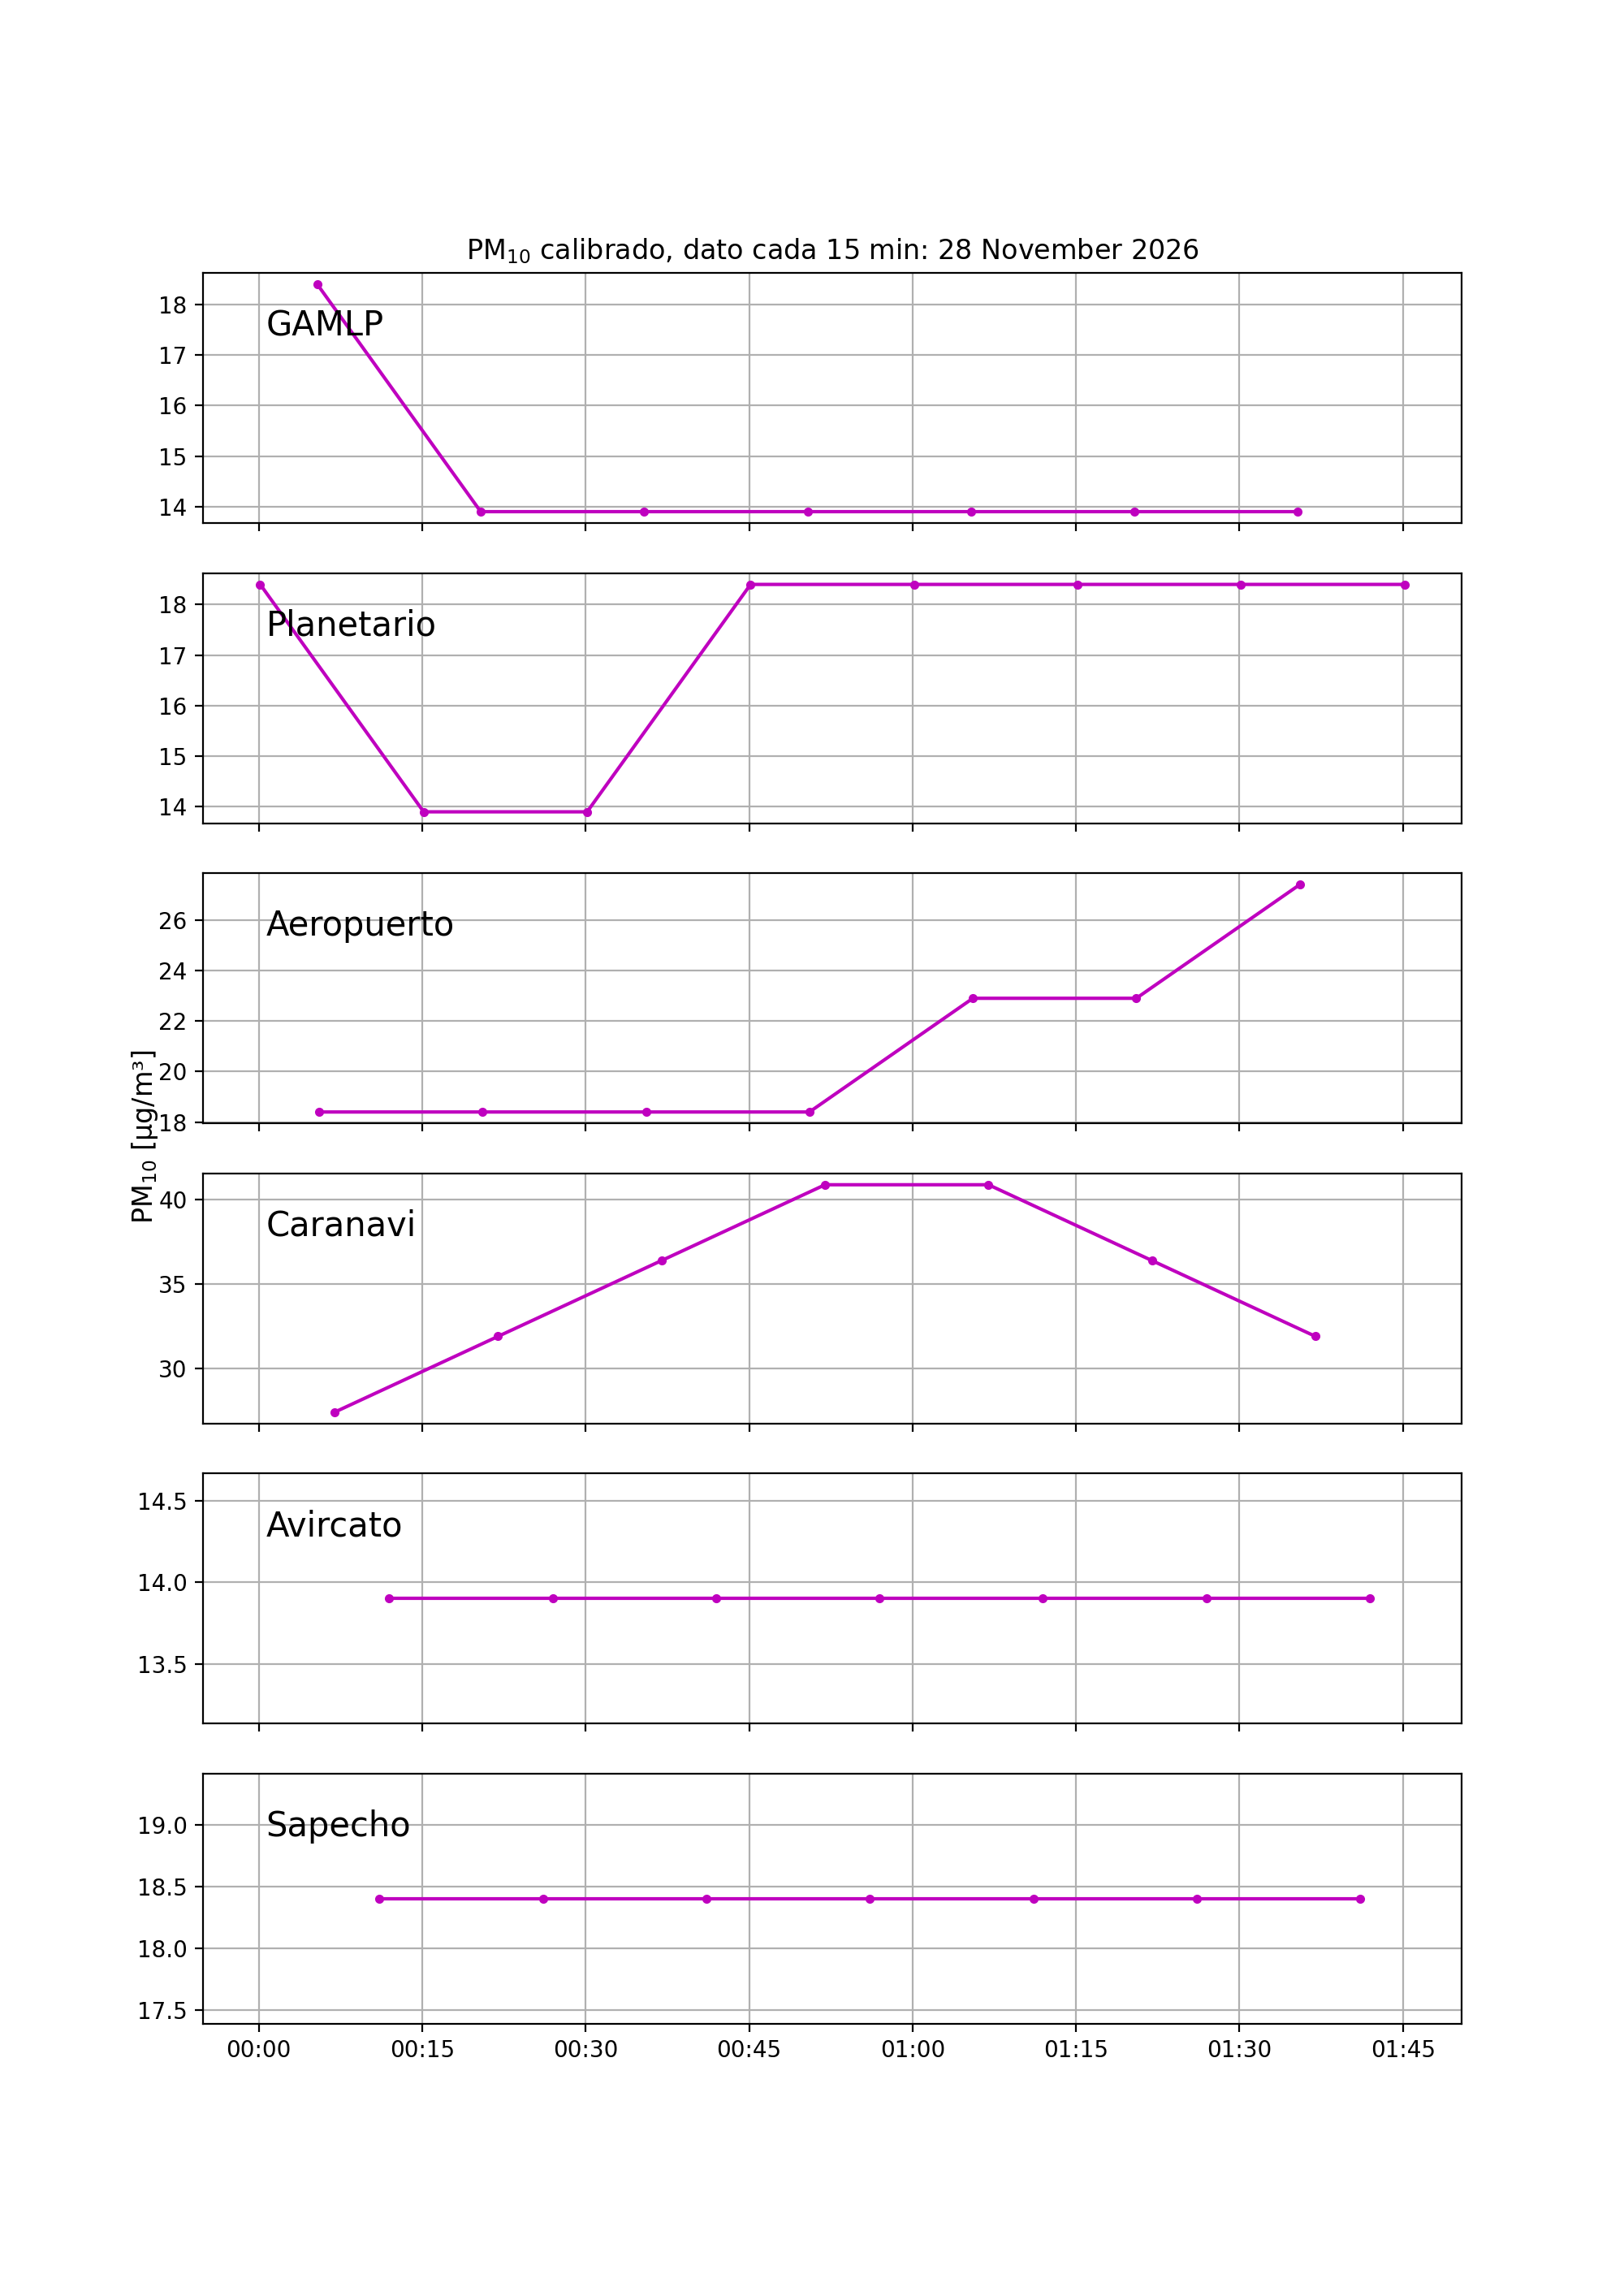 PM₁₀ calibrado, dato cada 15 min: 28 November 2026
18
GAMLP
17
16
15
14
18
Planetario
17
16
15
14
26
Aeropuerto
24
22
20
18
PM₁₀ [µg/m³]
40
Caranavi
35
30
14.5
Avircato
14.0
13.5
19.0
Sapecho
18.5
18.0
17.5
00:00 00:15 00:30 00:45 01:00 01:15 01:30 01:45